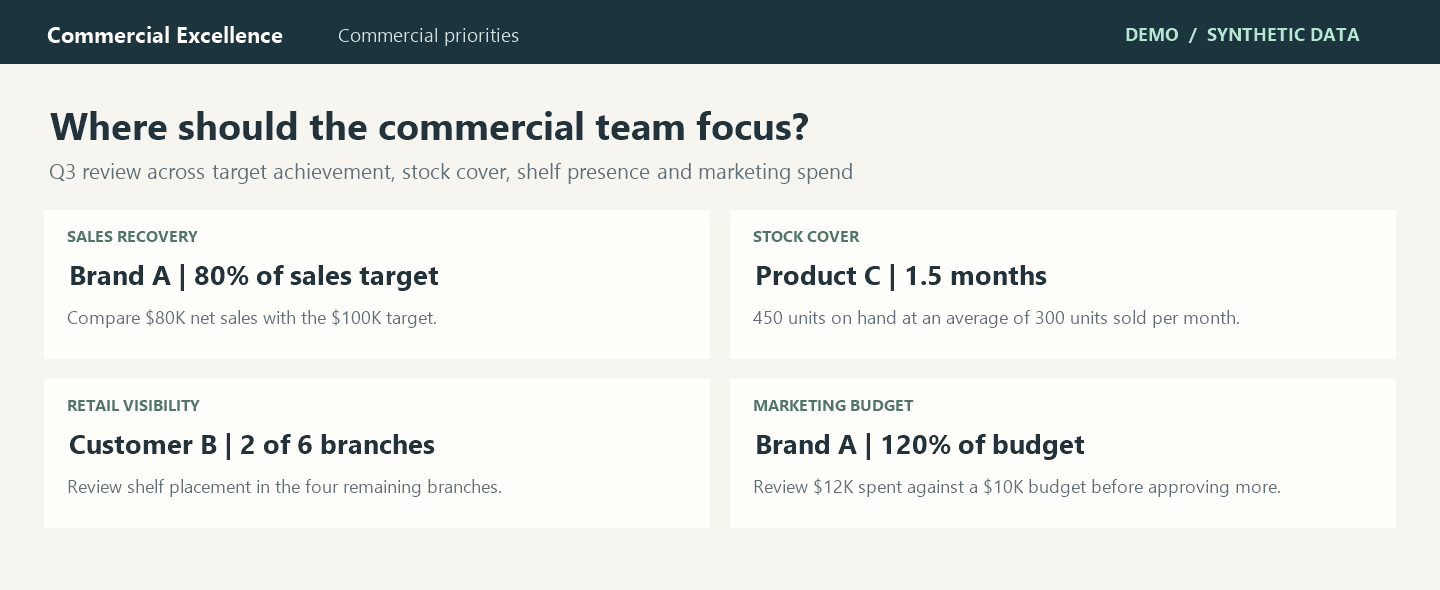 Commercial Excellence
Commercial priorities
DEMO / SYNTHETIC DATA
Where should the commercial team focus?
Q3 review across target achievement, stock cover, shelf presence and marketing spend
SALES RECOVERY
Brand A | 80% of sales target
Compare $80K net sales with the $100K target.
STOCK COVER
Product C | 1.5 months
450 units on hand at an average of 300 units sold per month.
RETAIL VISIBILITY
Customer B | 2 of 6 branches
Review shelf placement in the four remaining branches.
MARKETING BUDGET
Brand A | 120% of budget
Review $12K spent against a $10K budget before approving more.